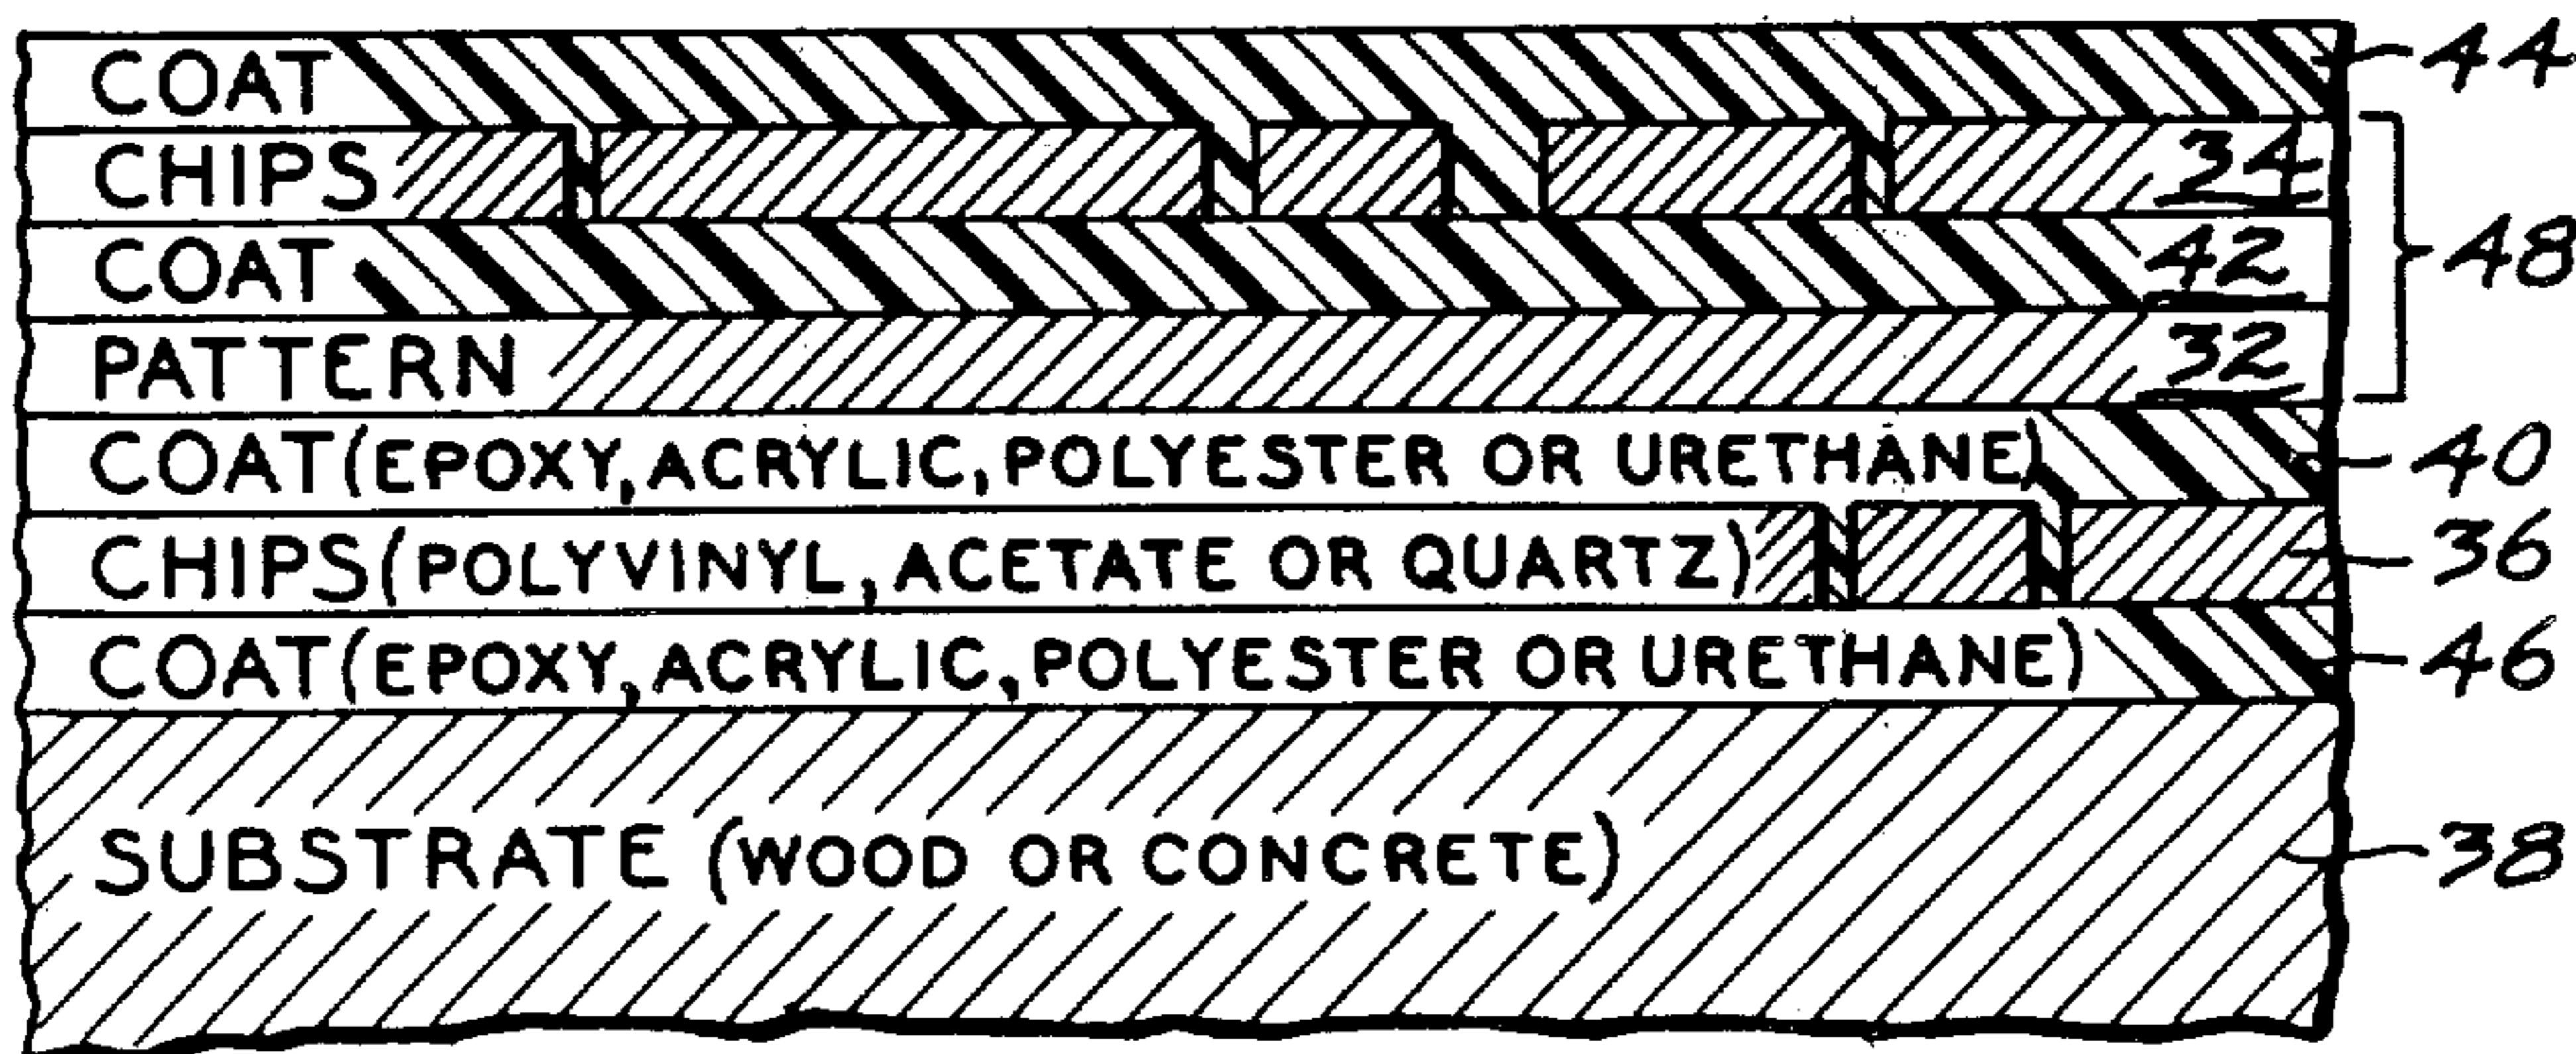 COAT 44
CHIPS 34
COAT 42 48
PATTERN 32
COAT(EPOXY, ACRYLIC, POLYESTER OR URETHANE) 40
CHIPS(POLYVINYL, ACETATE OR QUARTZ) 36
COAT(EPOXY, ACRYLIC, POLYESTER OR URETHANE) 46
SUBSTRATE (WOOD OR CONCRETE) 38